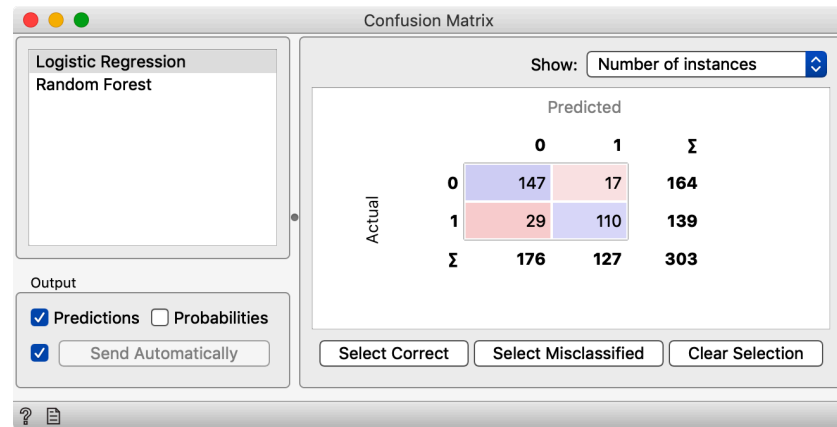 Confusion Matrix
Logistic Regression
Random Forest
Output
Predictions Probabilities
Send Automatically
Show: Number of instances
Predicted
0 1 Σ
Actual
0 147 17 164
1 29 110 139
Σ 176 127 303
Select Correct Select Misclassified Clear Selection
?